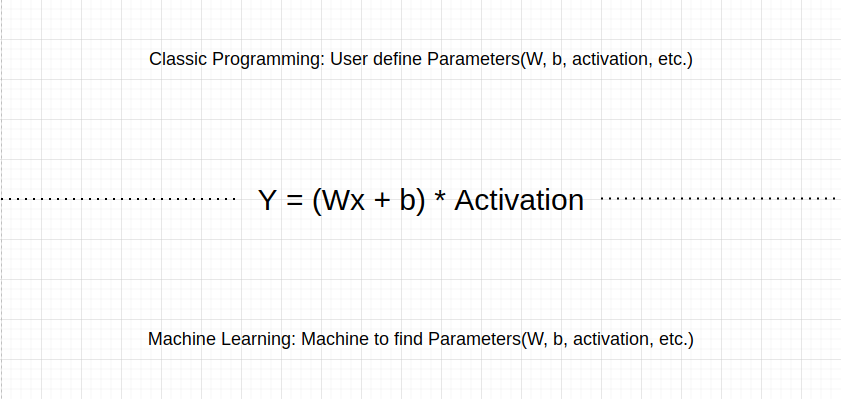 Classic Programming: User define Parameters(W, b, activation, etc.)
Y = (Wx + b) * Activation
Machine Learning: Machine to find Parameters(W, b, activation, etc.)